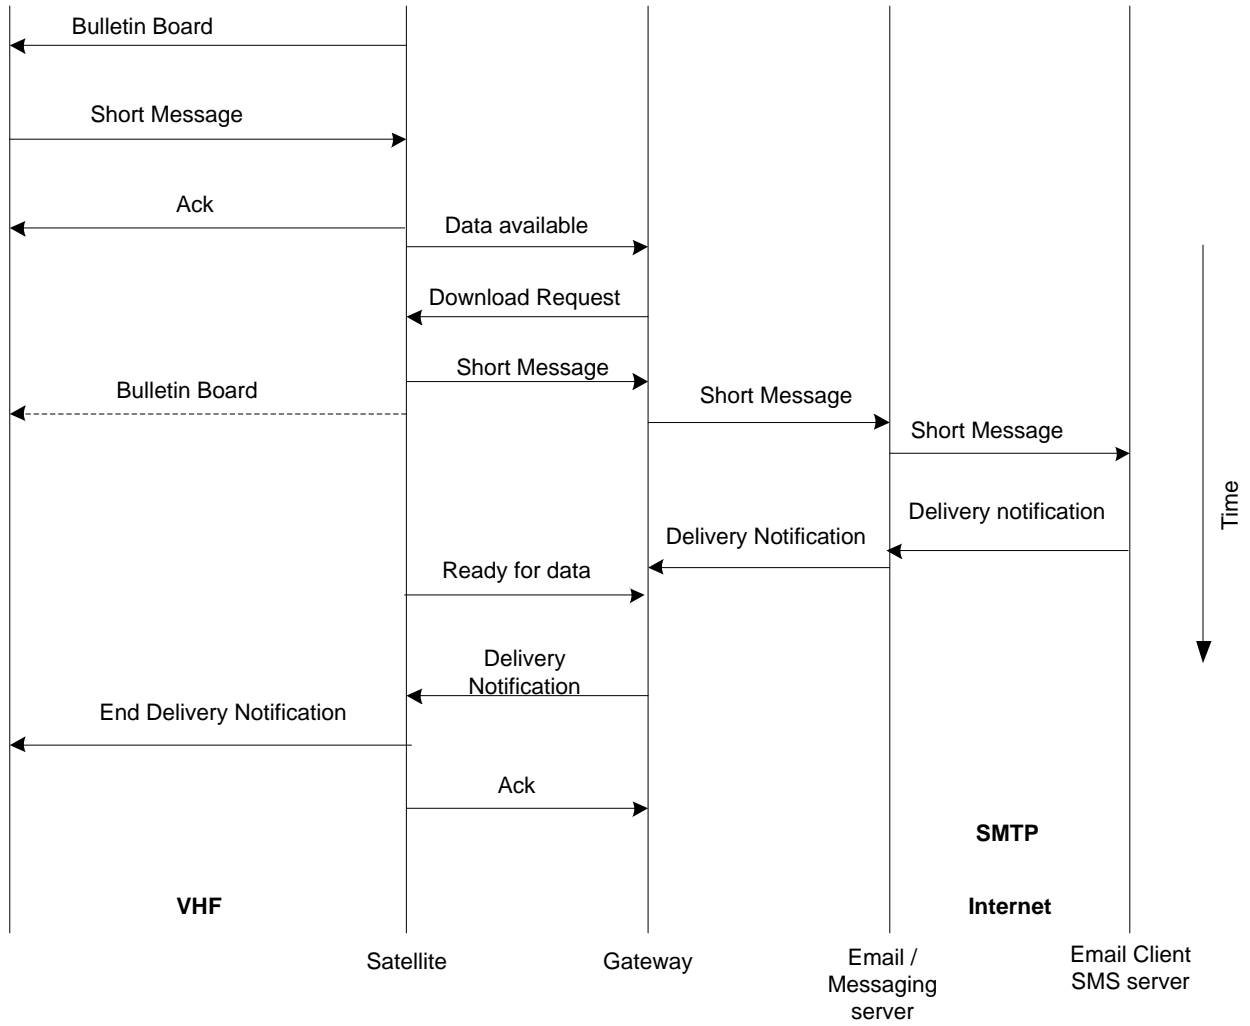 Bulletin Board
Short Message
Ack
Data available
Download Request
Short Message
Bulletin Board
Short Message
Short Message
Delivery notification
Delivery Notification
Ready for data
Time
Delivery
Notification
End Delivery Notification
Ack
SMTP
VHF
Internet
Satellite
Gateway
Email /
Messaging
server
Email Client
SMS server